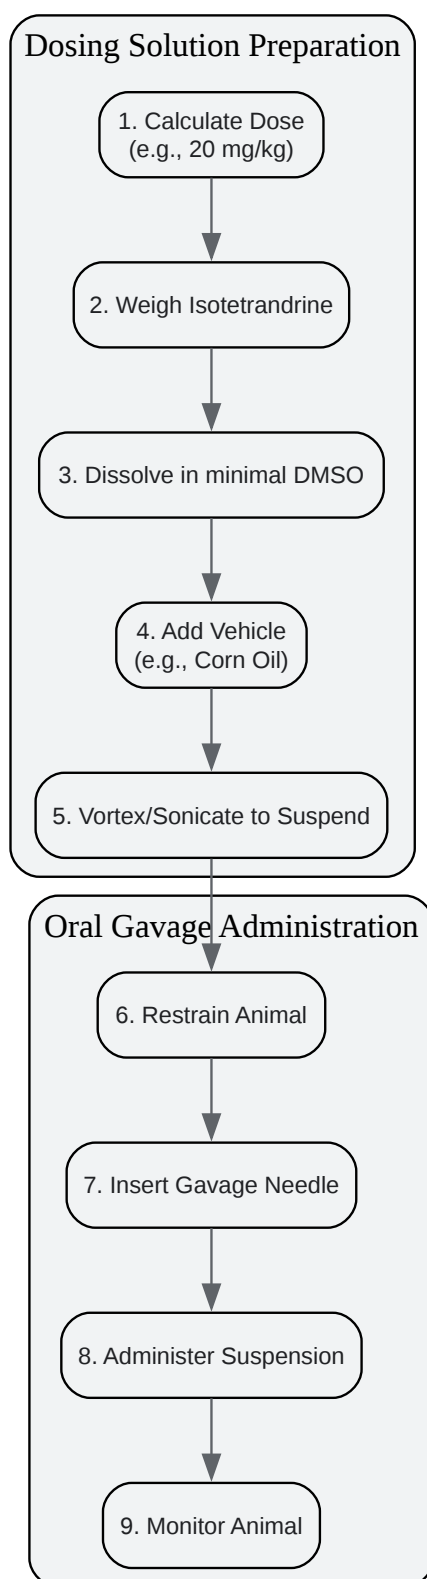 Dosing Solution Preparation
1. Calculate Dose
(e.g., 20 mg/kg)
2. Weigh Isotetrandrine
3. Dissolve in minimal DMSO
4. Add Vehicle
(e.g., Corn Oil)
5. Vortex/Sonicate to Suspend
Oral Gavage Administration
6. Restrain Animal
7. Insert Gavage Needle
8. Administer Suspension
9. Monitor Animal